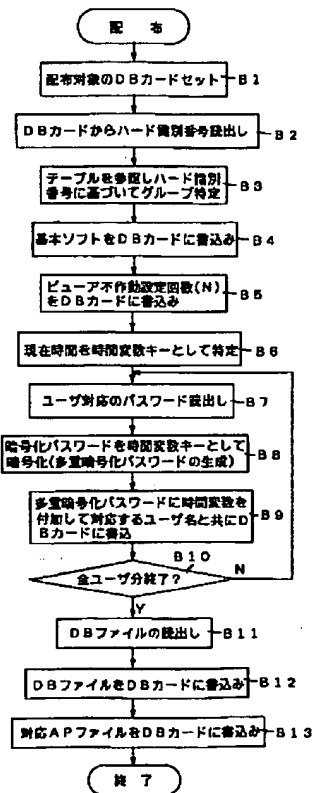 配布
配布対象のDBカードセット
B1
DBカードからハード識別番号読出し
B2
テーブルを参照しハード識別
番号に基づいてグループ特定
B3
基本ソフトをDBカードに書込み
B4
ビューア不作動設定回数(N)
をDBカードに書込み
B5
現在時間を時間変数キーとして特定
B6
ユーザ対応のパスワード読出し
B7
暗号化パスワードを時間変数キーとして
暗号化(多重暗号化パスワードの生成)
B8
多重暗号化パスワードに時間変数を
付加して対応するユーザ名と共にD
Bカードに書込
B9
B10
全ユーザ分終了?
N
Y
DBファイルの読出し
B11
DBファイルをDBカードに書込み
B12
対応APファイルをDBカードに書込み
B13
終了